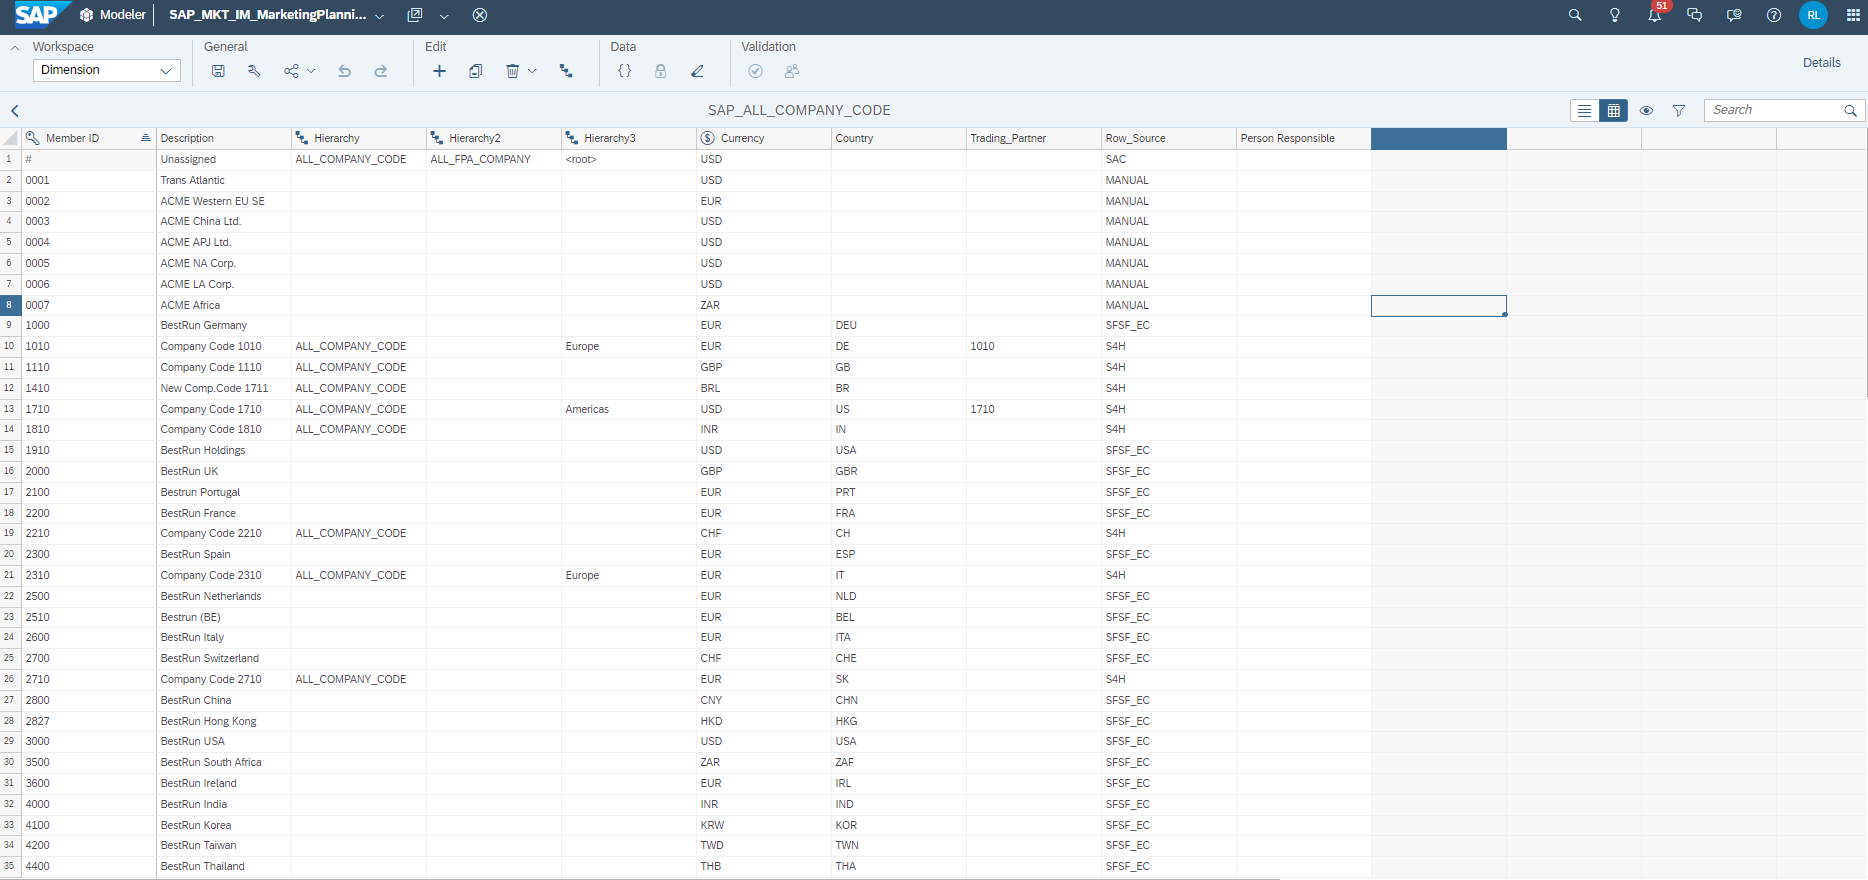 SAP Modeler SAP_MKT_IM_MarketingPlanni... 51 RL
Workspace General Edit Data Validation
Dimension Details
SAP_ALL_COMPANY_CODE Search
Member ID Description Hierarchy Hierarchy2 Hierarchy3 Currency Country Trading_Partner Row_Source Person Responsible
1 # Unassigned ALL_COMPANY_CODE ALL_FPA_COMPANY <root> USD SAC
2 0001 Trans Atlantic USD MANUAL
3 0002 ACME Western EU SE EUR MANUAL
4 0003 ACME China Ltd. USD MANUAL
5 0004 ACME APJ Ltd. USD MANUAL
6 0005 ACME NA Corp. USD MANUAL
7 0006 ACME LA Corp. USD MANUAL
8 0007 ACME Africa ZAR MANUAL
9 1000 BestRun Germany EUR DEU SFSF_EC
10 1010 Company Code 1010 ALL_COMPANY_CODE Europe EUR DE 1010 S4H
11 1110 Company Code 1110 ALL_COMPANY_CODE GBP GB S4H
12 1410 New Comp.Code 1711 ALL_COMPANY_CODE BRL BR S4H
13 1710 Company Code 1710 ALL_COMPANY_CODE Americas USD US 1710 S4H
14 1810 Company Code 1810 ALL_COMPANY_CODE INR IN S4H
15 1910 BestRun Holdings USD USA SFSF_EC
16 2000 BestRun UK GBP GBR SFSF_EC
17 2100 Bestrun Portugal EUR PRT SFSF_EC
18 2200 BestRun France EUR FRA SFSF_EC
19 2210 Company Code 2210 ALL_COMPANY_CODE CHF CH S4H
20 2300 BestRun Spain EUR ESP SFSF_EC
21 2310 Company Code 2310 ALL_COMPANY_CODE Europe EUR IT S4H
22 2500 BestRun Netherlands EUR NLD SFSF_EC
23 2510 Bestrun (BE) EUR BEL SFSF_EC
24 2600 BestRun Italy EUR ITA SFSF_EC
25 2700 BestRun Switzerland CHF CHE SFSF_EC
26 2710 Company Code 2710 ALL_COMPANY_CODE EUR SK S4H
27 2800 BestRun China CNY CHN SFSF_EC
28 2827 BestRun Hong Kong HKD HKG SFSF_EC
29 3000 BestRun USA USD USA SFSF_EC
30 3500 BestRun South Africa ZAR ZAF SFSF_EC
31 3600 BestRun Ireland EUR IRL SFSF_EC
32 4000 BestRun India INR IND SFSF_EC
33 4100 BestRun Korea KRW KOR SFSF_EC
34 4200 BestRun Taiwan TWD TWN SFSF_EC
35 4400 BestRun Thailand THB THA SFSF_EC